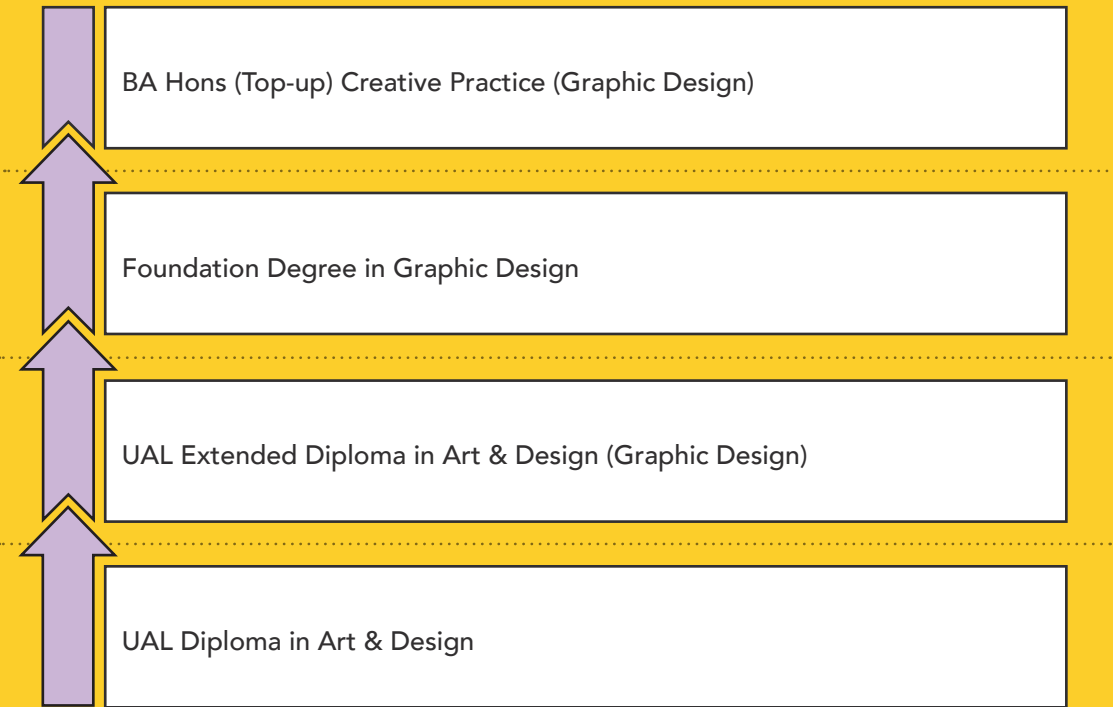 BA Hons (Top-up) Creative Practice (Graphic Design)
Foundation Degree in Graphic Design
UAL Extended Diploma in Art & Design (Graphic Design)
UAL Diploma in Art & Design